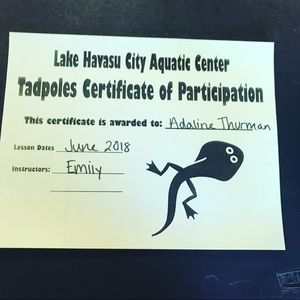 Lake Havasu City Aquatic Center
Tadpoles Certificate of Participation
This certificate is awarded to: Adaline Thurman
Lesson Dates June 2018
Instructors: Emily